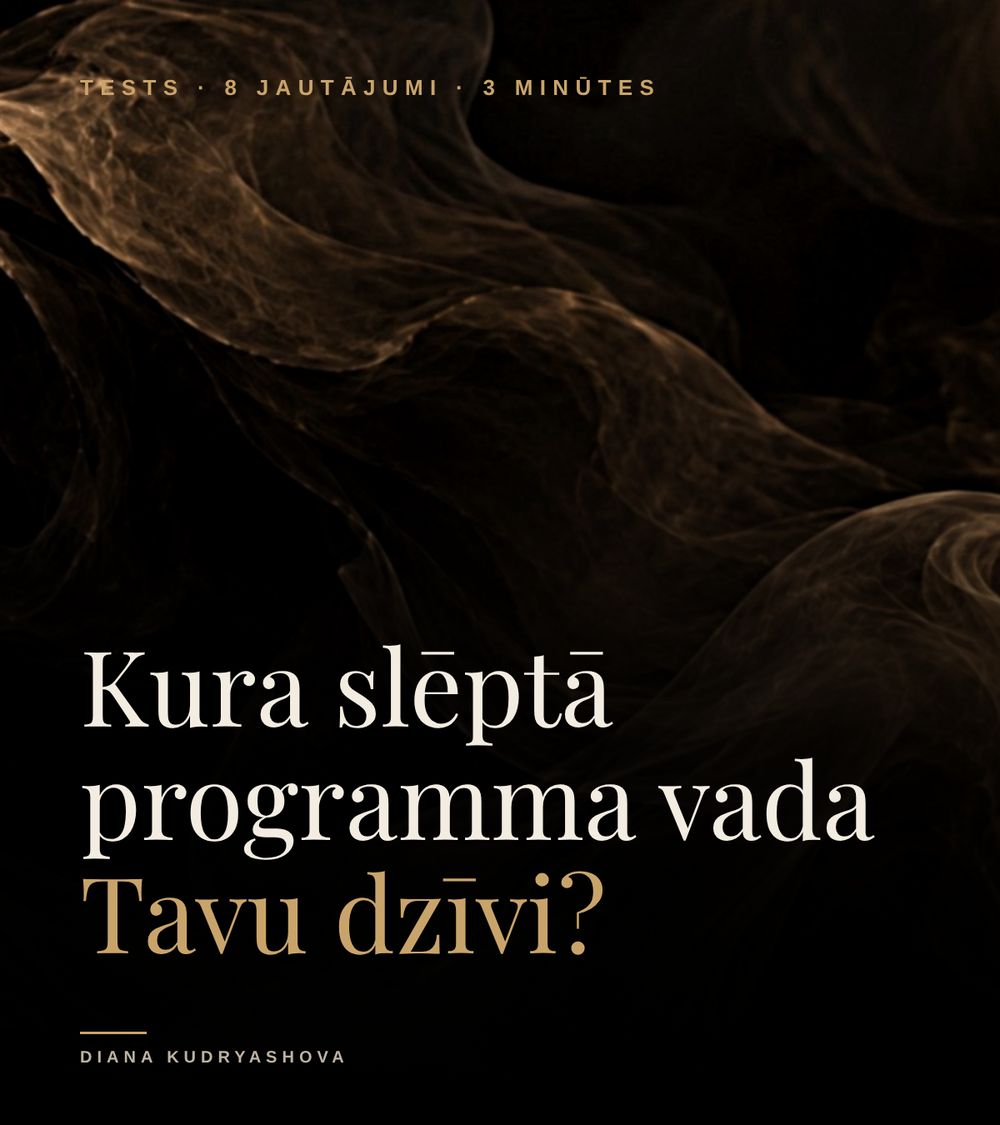 TESTS · 8 JAUTĀJUMI · 3 MINŪTES
Kura slēptā
programma vada
Tavu dzīvi?
DIANA KUDRYASHOVA